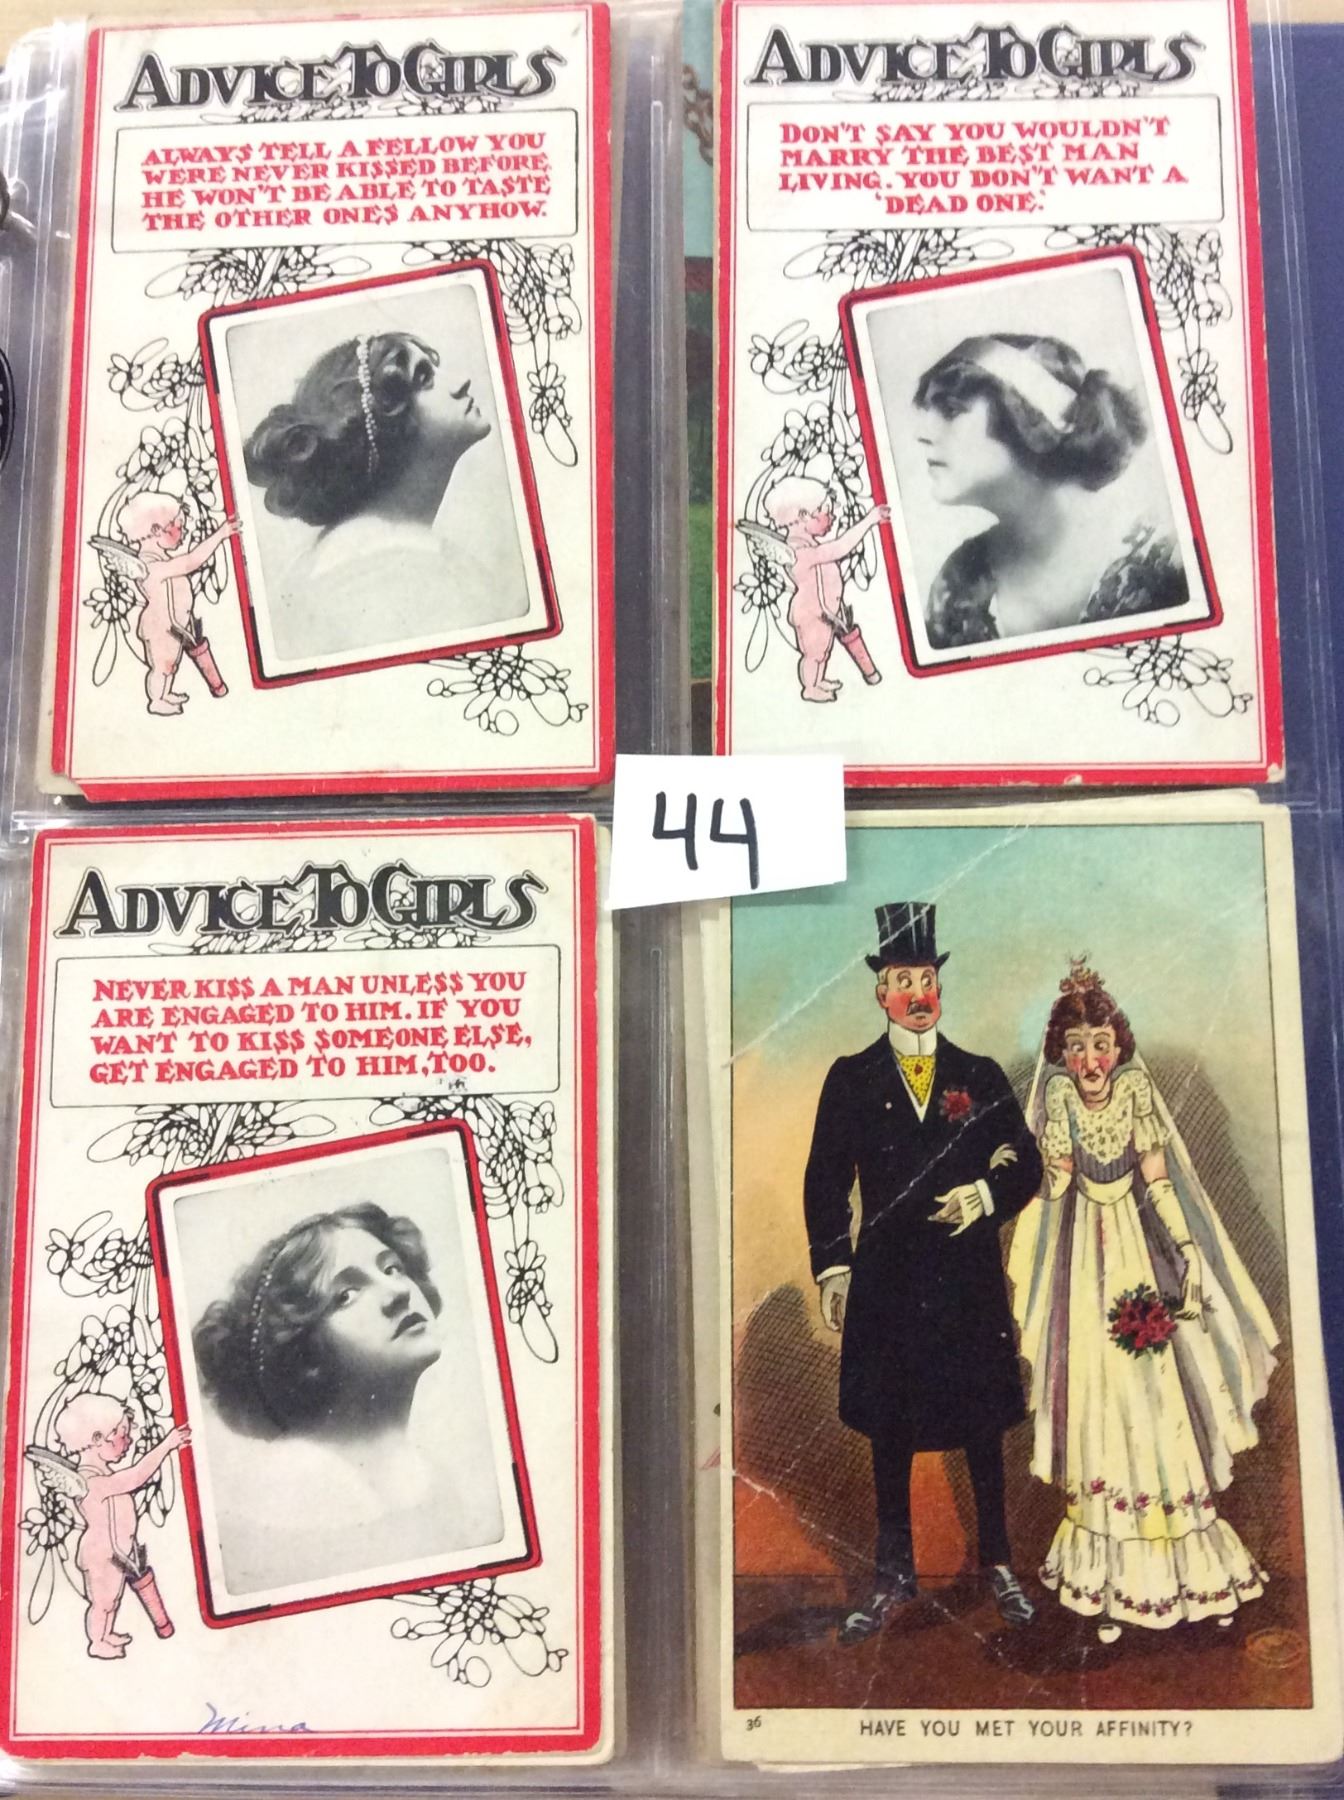 ADVICE TO GIRLS
ALWAYS TELL A FELLOW YOU
WERE NEVER KISSED BEFORE
HE WON'T BE ABLE TO TASTE
THE OTHER ONES ANYHOW.
ADVICE TO GIRLS
DON'T SAY YOU WOULDN'T
MARRY THE BEST MAN
LIVING. YOU DON'T WANT A
'DEAD ONE.'
44
ADVICE TO GIRLS
NEVER KISS A MAN UNLESS YOU
ARE ENGAGED TO HIM. IF YOU
WANT TO KISS SOMEONE ELSE,
GET ENGAGED TO HIM, TOO.
Minna
36
HAVE YOU MET YOUR AFFINITY?